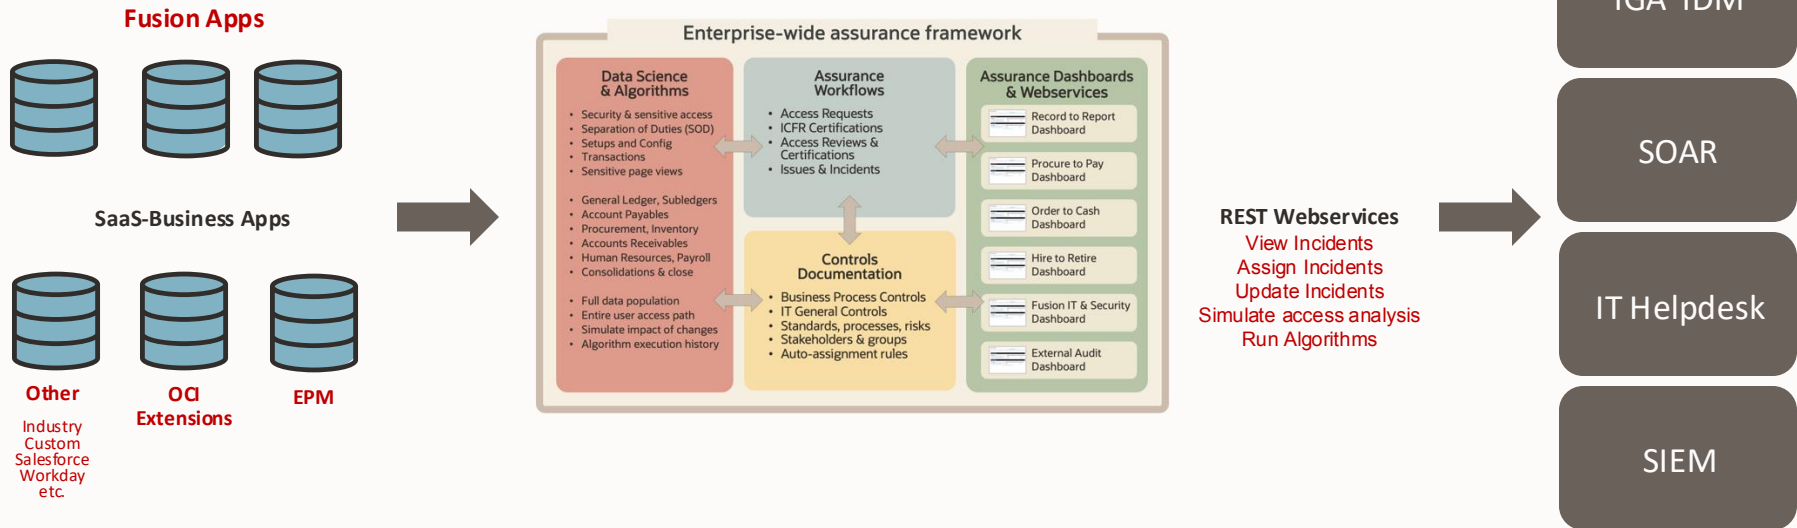 Fusion Apps
SaaS-Business Apps
Other
Industry
Custom
Salesforce
Workday
etc.
OCI
Extensions
EPM
Enterprise-wide assurance framework
Data Science
& Algorithms
• Security & sensitive access
• Separation of Duties (SOD)
• Setups and Config
• Transactions
• Sensitive page views
• General Ledger, Subledgers
• Account Payables
• Procurement, Inventory
• Accounts Receivables
• Human Resources, Payroll
• Consolidations & close
• Full data population
• Entire user access path
• Simulate impact of changes
• Algorithm execution history
Assurance
Workflows
• Access Requests
• ICFR Certifications
• Access Reviews &
Certifications
• Issues & Incidents
Controls
Documentation
• Business Process Controls
• IT General Controls
• Standards, processes, risks
• Stakeholders & groups
• Auto-assignment rules
Assurance Dashboards
& Webservices
Record to Report
Dashboard
Procure to Pay
Dashboard
Order to Cash
Dashboard
Hire to Retire
Dashboard
Fusion IT & Security
Dashboard
External Audit
Dashboard
REST Webservices
View Incidents
Assign Incidents
Update Incidents
Simulate access analysis
Run Algorithms
IGA IDM
SOAR
IT Helpdesk
SIEM